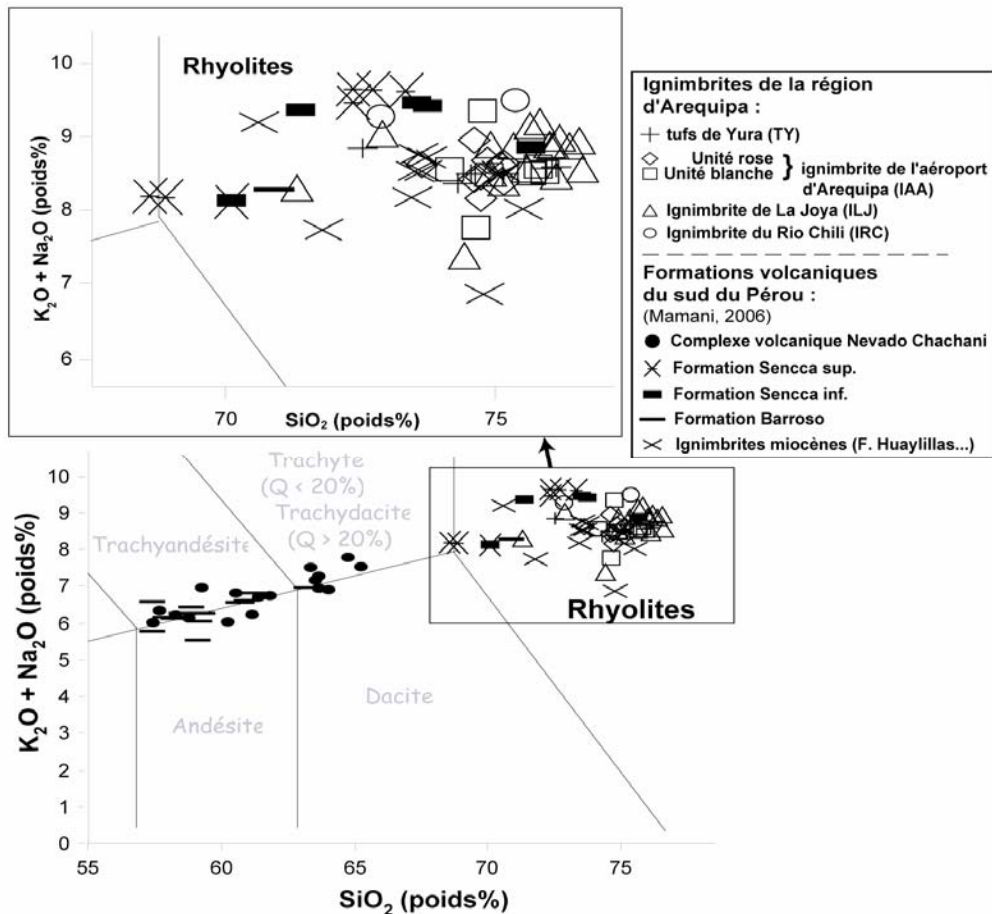 10
9
8
7
6
K₂O + Na₂O (poids%)
Rhyolites
70
75
SiO₂ (poids%)
Ignimbrites de la région
d'Arequipa :
tufs de Yura (TY)
Unité rose
Unité blanche
} ignimbrite de l'aéroport
d'Arequipa (IAA)
Ignimbrite de La Joya (ILJ)
Ignimbrite du Rio Chili (IRC)
Formations volcaniques
du sud du Pérou :
(Mamani, 2006)
Complexe volcanique Nevado Chachani
Formation Sencca sup.
Formation Sencca inf.
Formation Barroso
Ignimbrites miocènes (F. Huaylillas...)
10
9
8
7
6
5
4
3
2
1
0
K₂O + Na₂O (poids%)
Trachyte
(Q < 20%)
Trachydacite
(Q > 20%)
Trachyandésite
Rhyolites
Dacite
Andésite
55
60
65
70
75
SiO₂ (poids%)